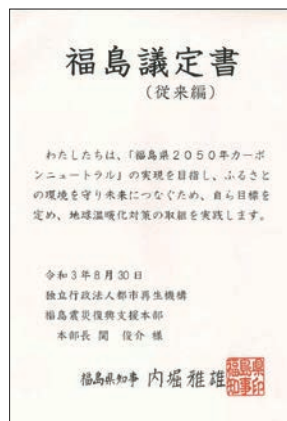 福島議定書
(従来編)
わたしたちは、「福島県2050年カーボ
ンニュートラル」の実現を目指し、ふるさと
の環境を守り未来につなぐため、自ら目標を
定め、地球温暖化対策の取組を実践します。
令和3年8月30日
独立行政法人都市再生機構
福島震災復興支援本部
本部長 関 俊介 様
福島県知事 内堀雅雄
福島県
知事印